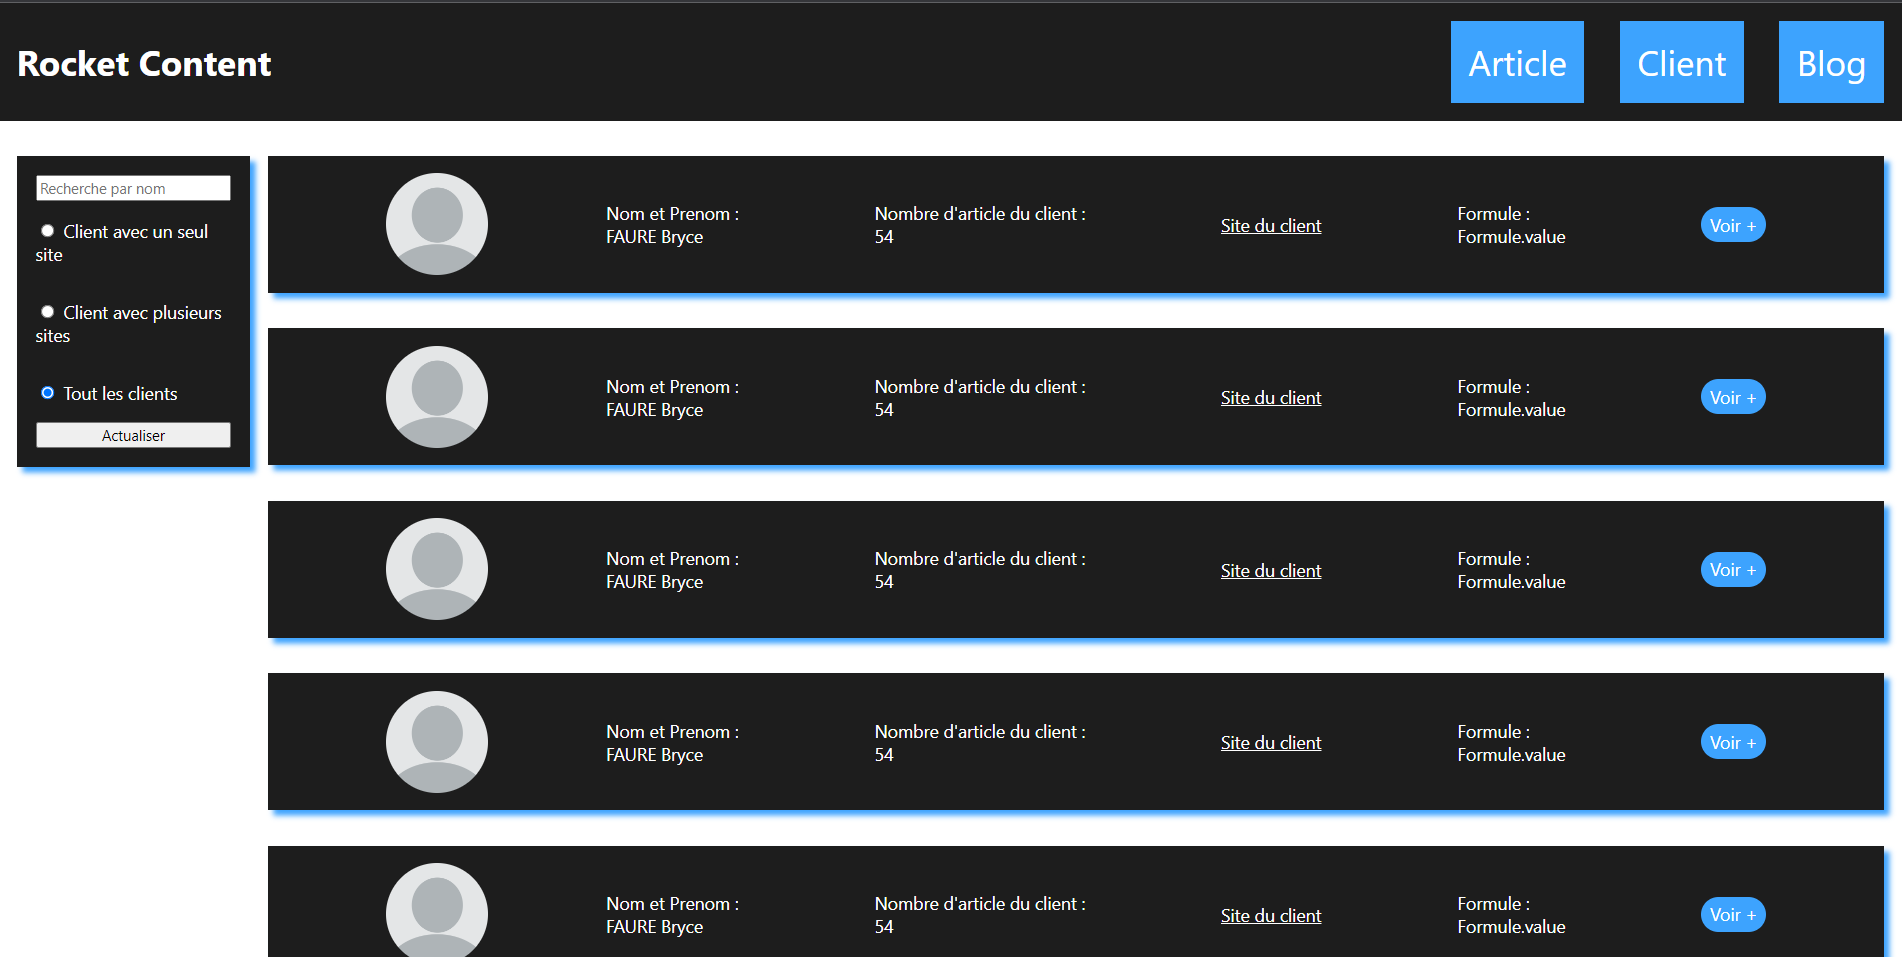 Rocket Content
Article
Client
Blog
Recherche par nom
Client avec un seul
site
Client avec plusieurs
sites
Tout les clients
Actualiser
Nom et Prenom :
FAURE Bryce
Nombre d'article du client :
54
Site du client
Formule :
Formule.value
Voir +
Nom et Prenom :
FAURE Bryce
Nombre d'article du client :
54
Site du client
Formule :
Formule.value
Voir +
Nom et Prenom :
FAURE Bryce
Nombre d'article du client :
54
Site du client
Formule :
Formule.value
Voir +
Nom et Prenom :
FAURE Bryce
Nombre d'article du client :
54
Site du client
Formule :
Formule.value
Voir +
Nom et Prenom :
FAURE Bryce
Nombre d'article du client :
54
Site du client
Formule :
Formule.value
Voir +